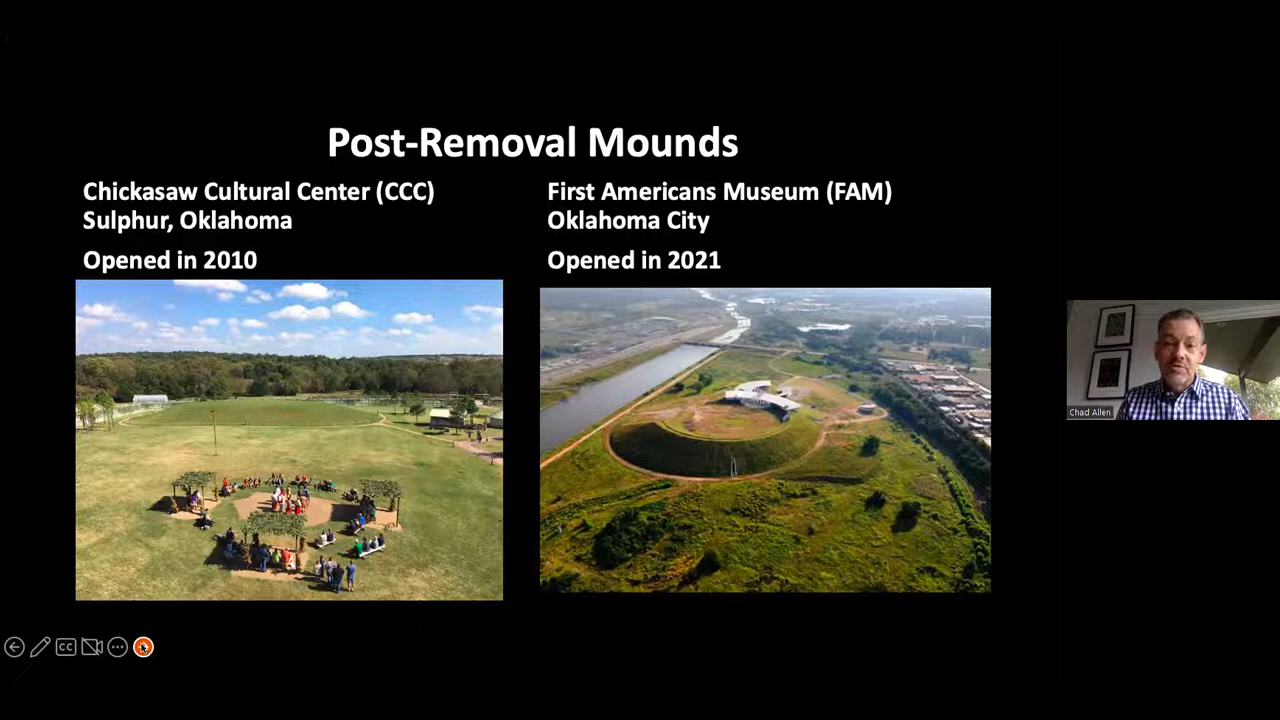 Post-Removal Mounds
Chickasaw Cultural Center (CCC)
Sulphur, Oklahoma
Opened in 2010
First Americans Museum (FAM)
Oklahoma City
Opened in 2021
Chad Allen
CC